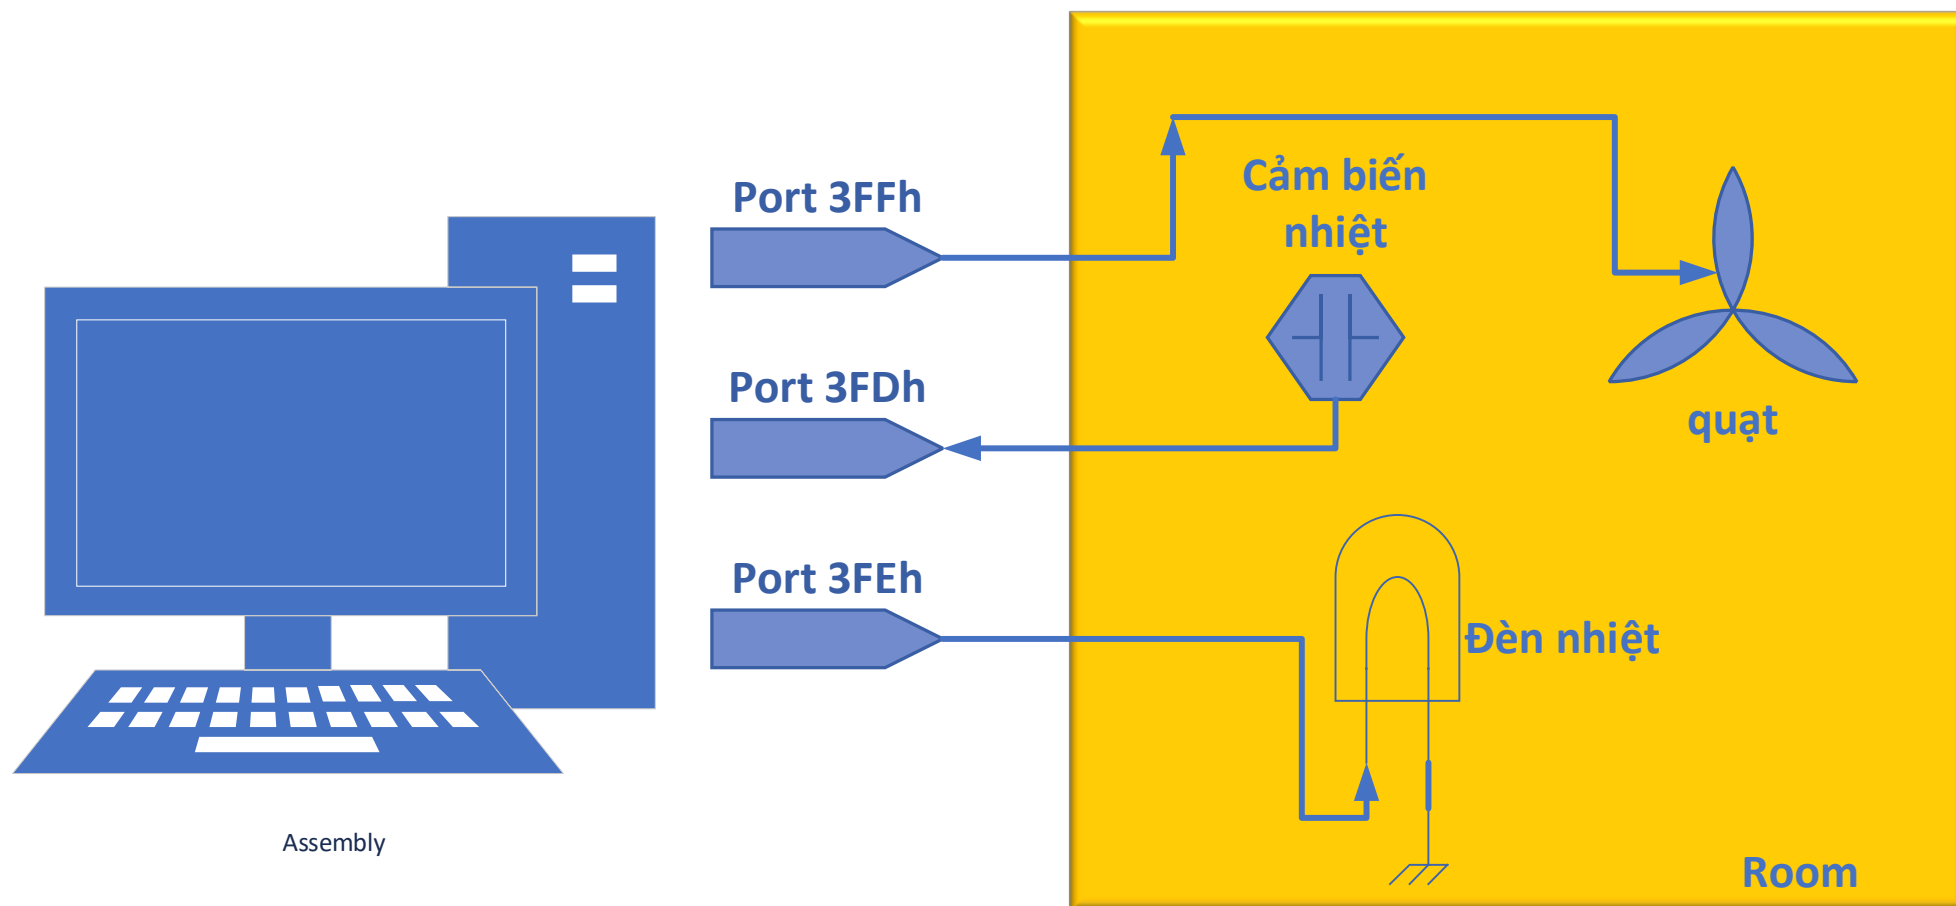 Port 3FFh
Cảm biến
nhiệt
Port 3FDh
quạt
Port 3FEh
Đèn nhiệt
Assembly
Room